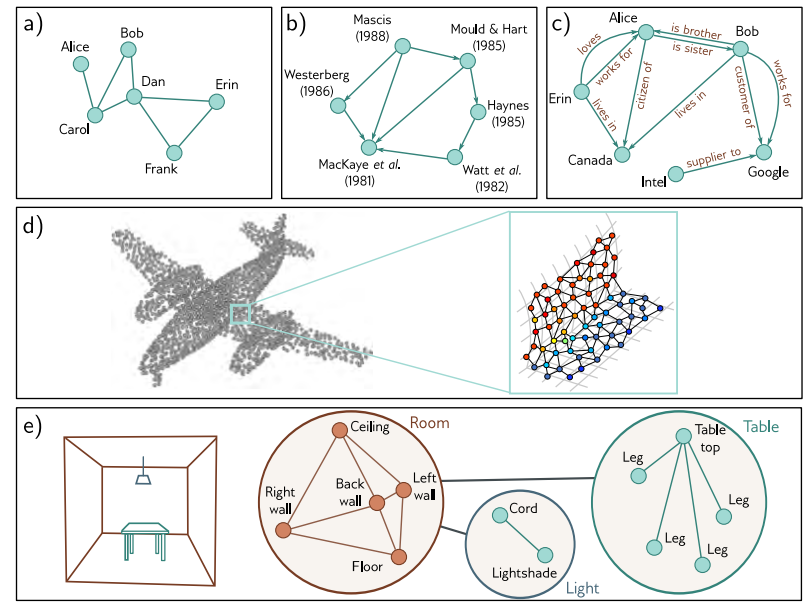 a)
Alice
Bob
Dan
Erin
Carol
Frank
b)
Mascis
(1988)
Mould & Hart
(1985)
Westerberg
(1986)
Haynes
(1985)
MacKaye et al.
(1981)
Watt et al.
(1982)
c)
Alice
Bob
loves
is brother
is sister
works for
works for
Erin
citizen of
customer of
lives in
lives in
Canada
supplier to
Intel
Google
d)
e)
Room
Ceiling
Right
wall
Back
wall
Left
wall
Floor
Cord
Lightshade
Light
Table
Table
top
Leg
Leg
Leg
Leg